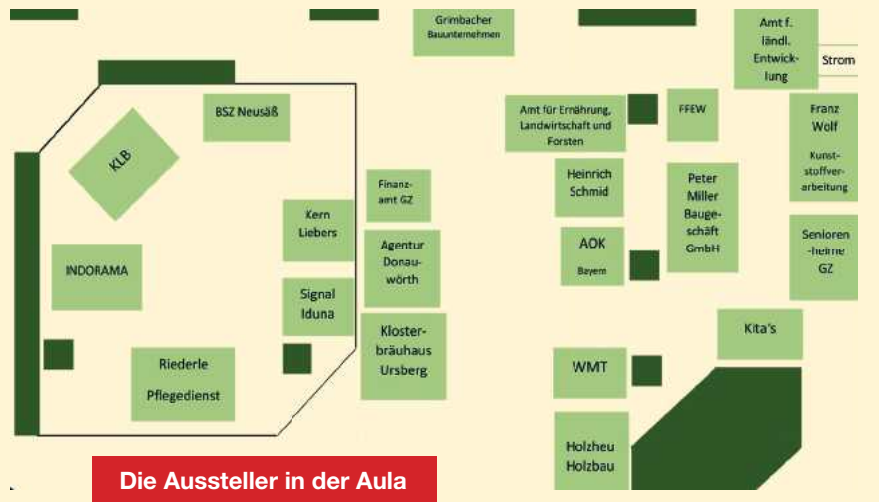 Grimbacher
Bauunternehmen
Amt f.
ländl.
Entwick-
lung
Strom
BSZ Neusäß
KLB
Amt für Ernährung,
Landwirtschaft und
Forsten
FFEW
Franz
Wolf
Kunst-
stoffver-
arbeitung
Finanz-
amt GZ
Heinrich
Schmid
Peter
Miller
Bauge-
schäft
GmbH
Kern
Liebers
Agentur
Donau-
wörth
AOK
Bayern
Senioren
-heime
GZ
INDORAMA
Signal
Iduna
Kloster-
bräuhaus
Ursberg
Kita's
Riederle
Pflegedienst
WMT
Holzheu
Holzbau
Die Aussteller in der Aula